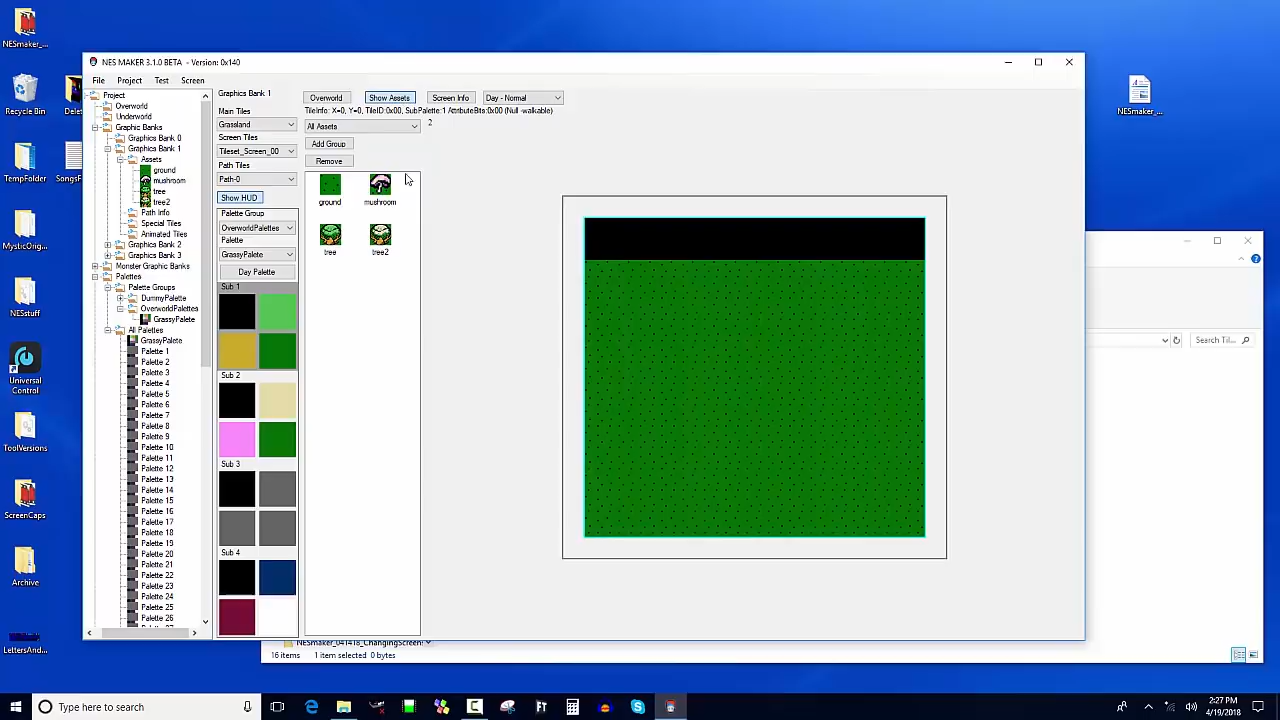 NESmaker_...
Recycle Bin
Delet
TempFolder
SongsF
MysticOrig...
NESstuff
Universal
Control
ToolVersions
ScreenCaps
Archive
LettersAnd...
NES MAKER 3.1.0 BETA - Version: 0x140
File Project Test Screen
Project
Overworld
Underworld
Graphic Banks
Graphics Bank 0
Graphics Bank 1
Assets
ground
mushroom
tree
tree2
Path Info
Special Tiles
Animated Tiles
Graphics Bank 2
Graphics Bank 3
Monster Graphic Banks
Palettes
Palette Groups
DummyPalette
OverworldPalettes
GrassyPalete
All Palettes
GrassyPalete
Palette 1
Palette 2
Palette 3
Palette 4
Palette 5
Palette 6
Palette 7
Palette 8
Palette 9
Palette 10
Palette 11
Palette 12
Palette 13
Palette 14
Palette 15
Palette 16
Palette 17
Palette 18
Palette 19
Palette 20
Palette 21
Palette 22
Palette 23
Palette 24
Palette 25
Palette 26
Graphics Bank 1
Main Tiles
Grassland
Screen Tiles
Tileset_Screen_00
Path Tiles
Path-0
Show HUD
Palette Group
OverworldPalettes
Palette
GrassyPalete
Day Palette
Sub 1
Sub 2
Sub 3
Sub 4
Overworld Show Assets Screen Info Day - Normal
TileInfo: X=0, Y=0, TileID:0x00, SubPalette:1 AttributeBits:0x00 (Null -walkable)
All Assets 2
Add Group
Remove
ground mushroom
tree tree2
NESmaker_...
Search Til...
NESmaker_041418_ChangingScreen:
16 items 1 item selected 0 bytes
Type here to search
2:27 PM
4/19/2018